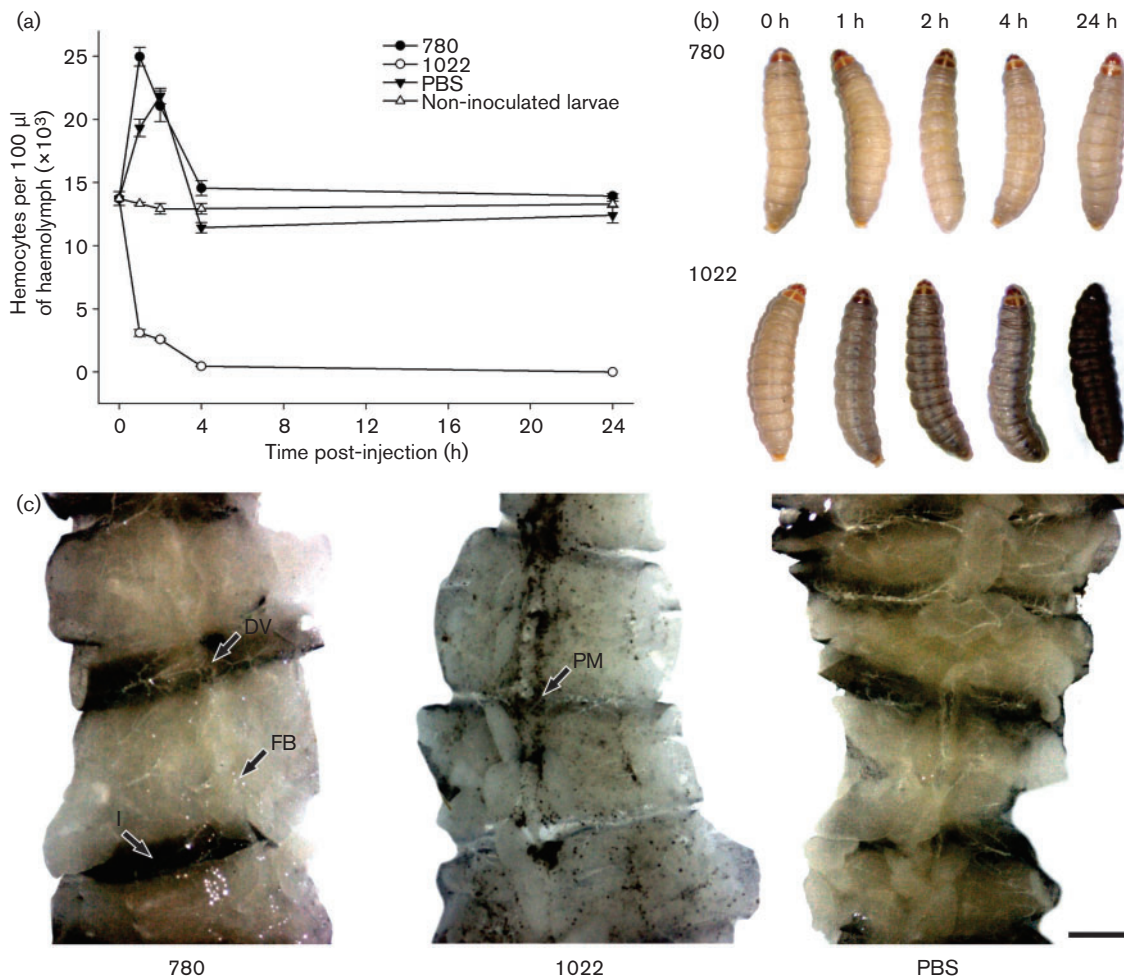 (a)
Hemocytes per 100 µl
of haemolymph (×10³)
25
20
15
10
5
0
780
1022
PBS
Non-inoculated larvae
0 4 8 12 16 20 24
Time post-injection (h)
(b)
0 h 1 h 2 h 4 h 24 h
780
1022
(c)
DV
FB
I
PM
780 1022 PBS